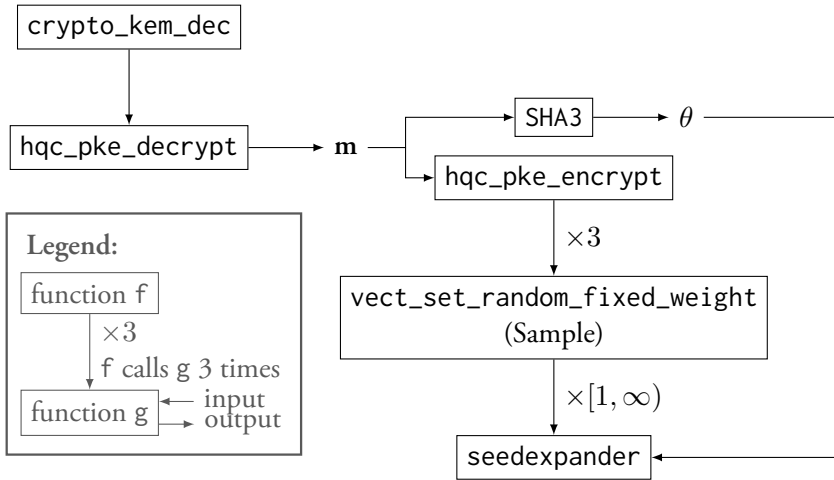 crypto_kem_dec
hqc_pke_decrypt
m
SHA3
θ
hqc_pke_encrypt
×3
vect_set_random_fixed_weight
(Sample)
×[1, ∞)
seedexpander
Legend:
function f
×3
f calls g 3 times
function g
input
output